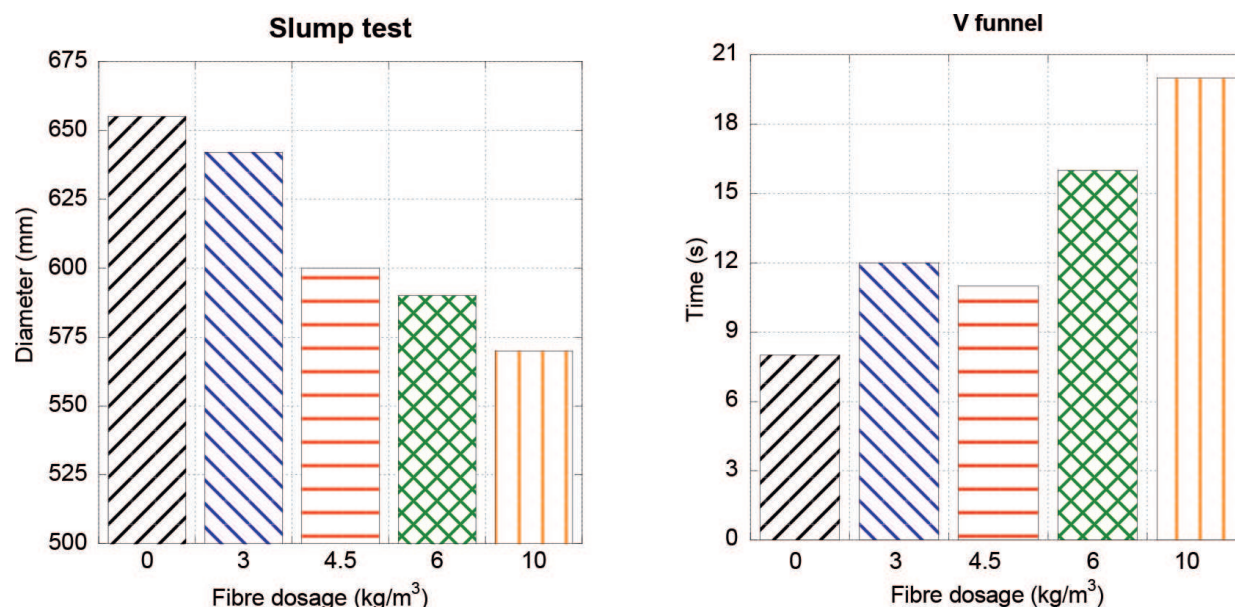 Slump test
675
650
625
600
575
550
525
500
Diameter (mm)
0 3 4.5 6 10
Fibre dosage (kg/m³)
V funnel
21
18
15
12
9
6
3
0
Time (s)
0 3 4.5 6 10
Fibre dosage (kg/m³)